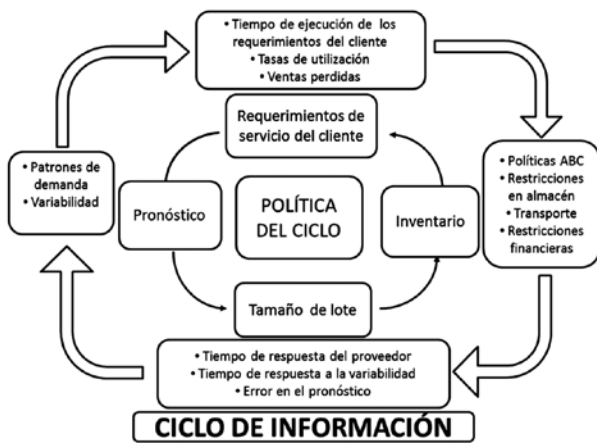 • Tiempo de ejecución de los
requerimientos del cliente
• Tasas de utilización
• Ventas perdidas
Requerimientos de
servicio del cliente
• Patrones de
demanda
• Variabilidad
Pronóstico
POLÍTICA
DEL CICLO
Inventario
• Políticas ABC
• Restricciones
en almacén
• Transporte
• Restricciones
financieras
Tamaño de lote
• Tiempo de respuesta del proveedor
• Tiempo de respuesta a la variabilidad
• Error en el pronóstico
CICLO DE INFORMACIÓN